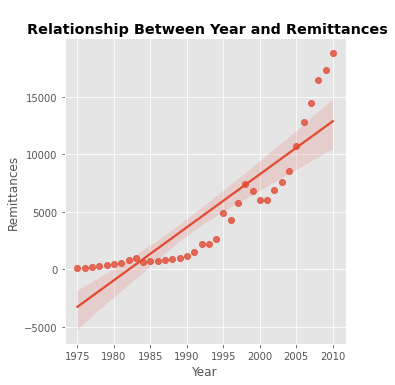 Relationship Between Year and Remittances
15000
10000
5000
0
−5000
Remittances
1975 1980 1985 1990 1995 2000 2005 2010
Year